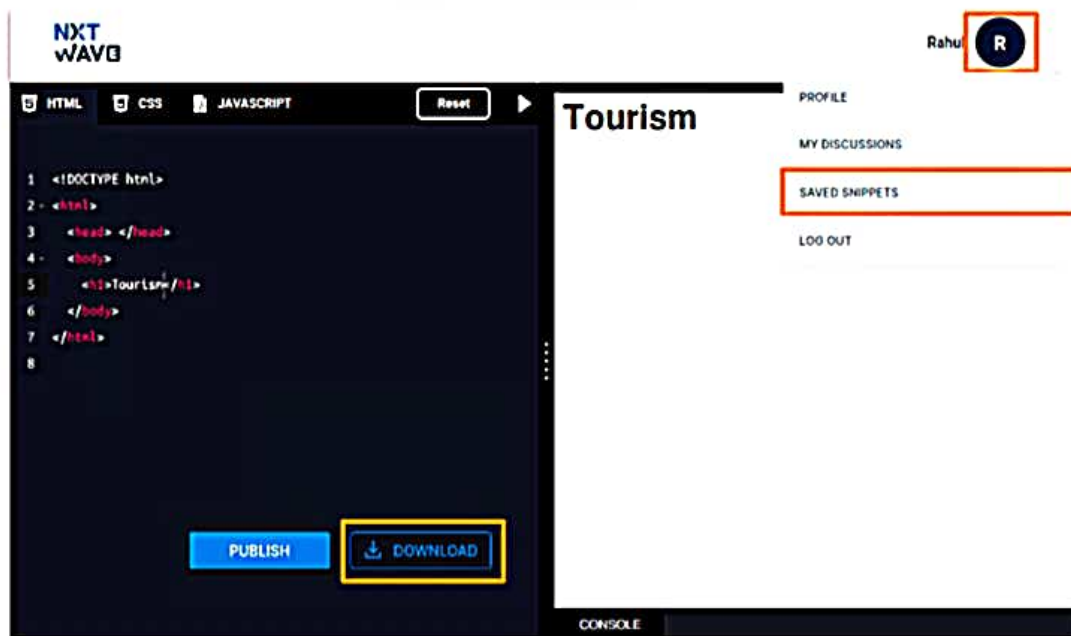 NXT
WAVE
Rahul
R
HTML
CSS
JAVASCRIPT
Reset
PROFILE
MY DISCUSSIONS
SAVED SNIPPETS
LOG OUT
Tourism
1 <!DOCTYPE html>
2 - <html>
3 <head> </head>
4 - <body>
5 <h1>Tourism</h1>
6 </body>
7 </html>
8
PUBLISH
DOWNLOAD
CONSOLE